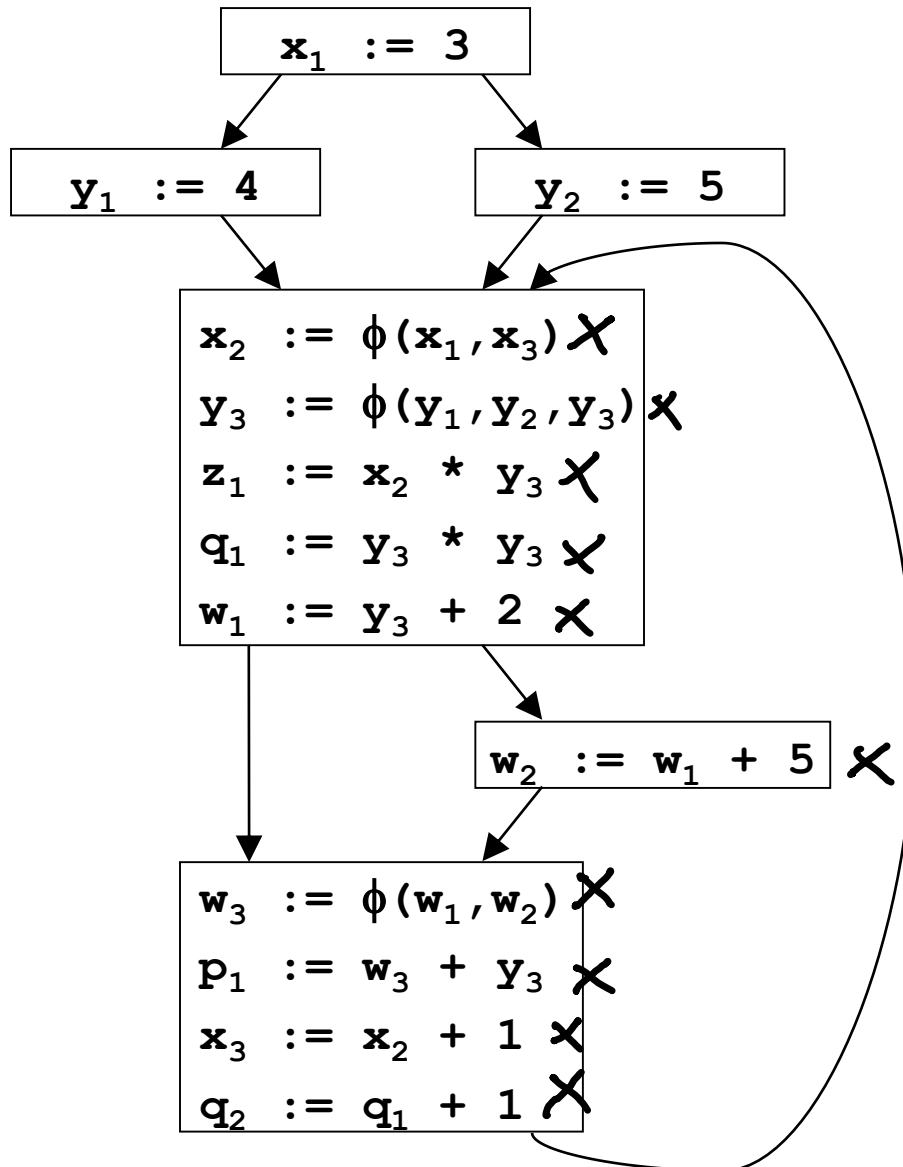 x₁ := 3
y₁ := 4
y₂ := 5
x₂ := ϕ(x₁,x₃) X
y₃ := ϕ(y₁,y₂,y₃) X
z₁ := x₂ * y₃ X
q₁ := y₃ * y₃ X
w₁ := y₃ + 2 X
w₂ := w₁ + 5 X
w₃ := ϕ(w₁,w₂) X
p₁ := w₃ + y₃ X
x₃ := x₂ + 1 X
q₂ := q₁ + 1 X